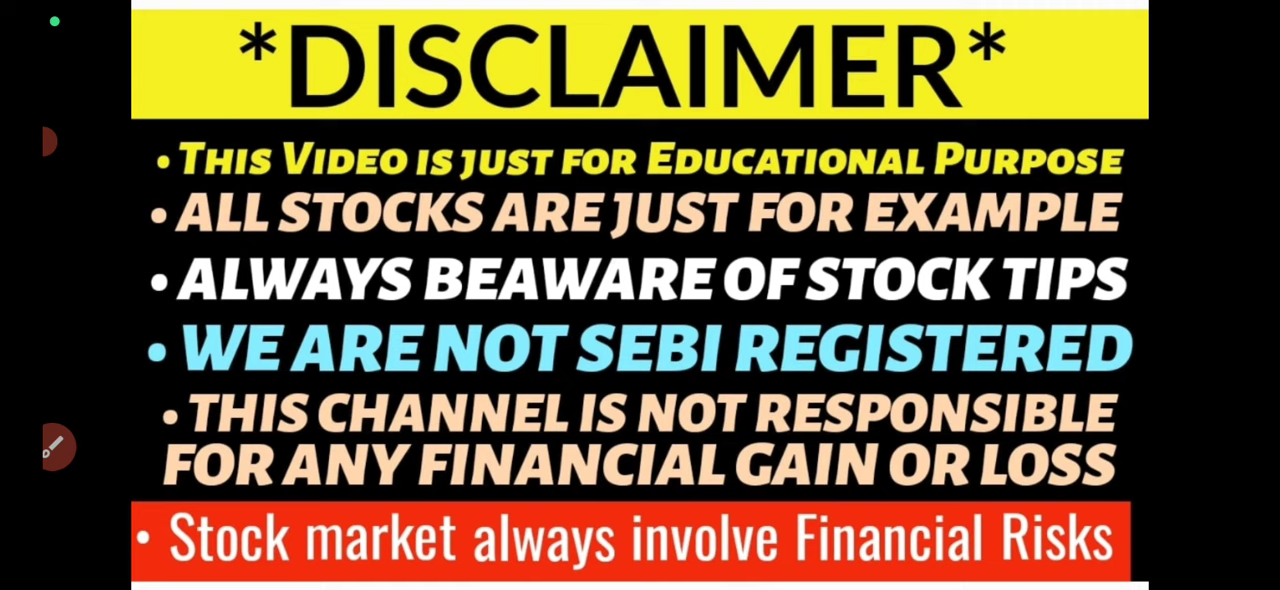 *DISCLAIMER*
• THIS VIDEO IS JUST FOR EDUCATIONAL PURPOSE
• ALL STOCKS ARE JUST FOR EXAMPLE
• ALWAYS BEAWARE OF STOCK TIPS
• WE ARE NOT SEBI REGISTERED
• THIS CHANNEL IS NOT RESPONSIBLE
FOR ANY FINANCIAL GAIN OR LOSS
• Stock market always involve Financial Risks